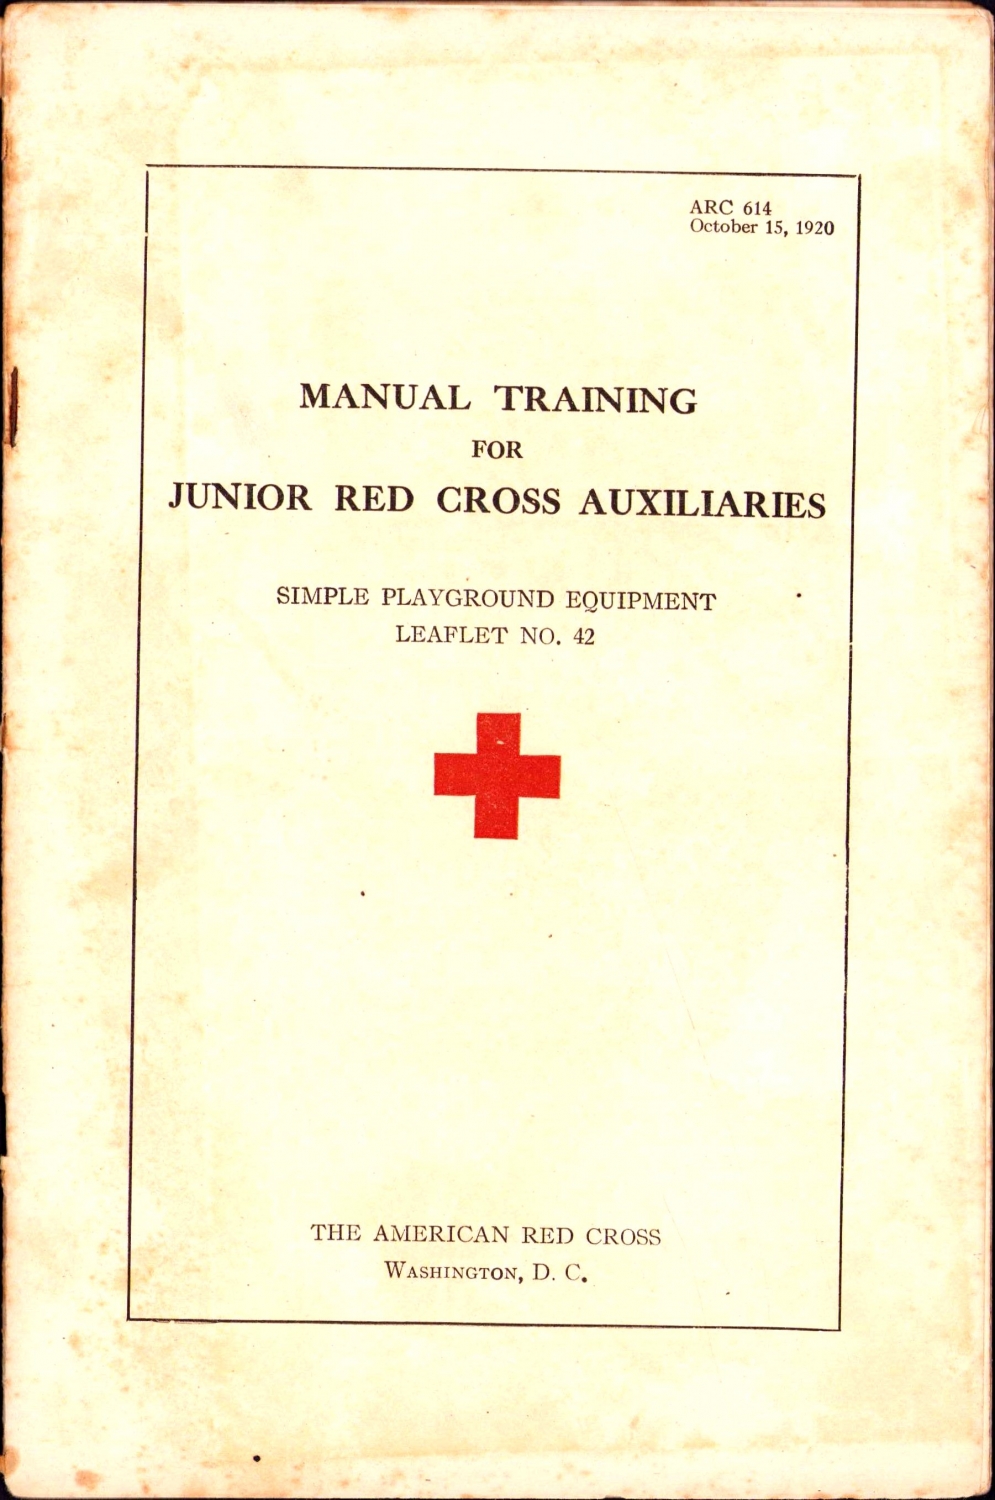 ARC 614
October 15, 1920
MANUAL TRAINING
FOR
JUNIOR RED CROSS AUXILIARIES
SIMPLE PLAYGROUND EQUIPMENT
LEAFLET NO. 42
THE AMERICAN RED CROSS
WASHINGTON, D. C.